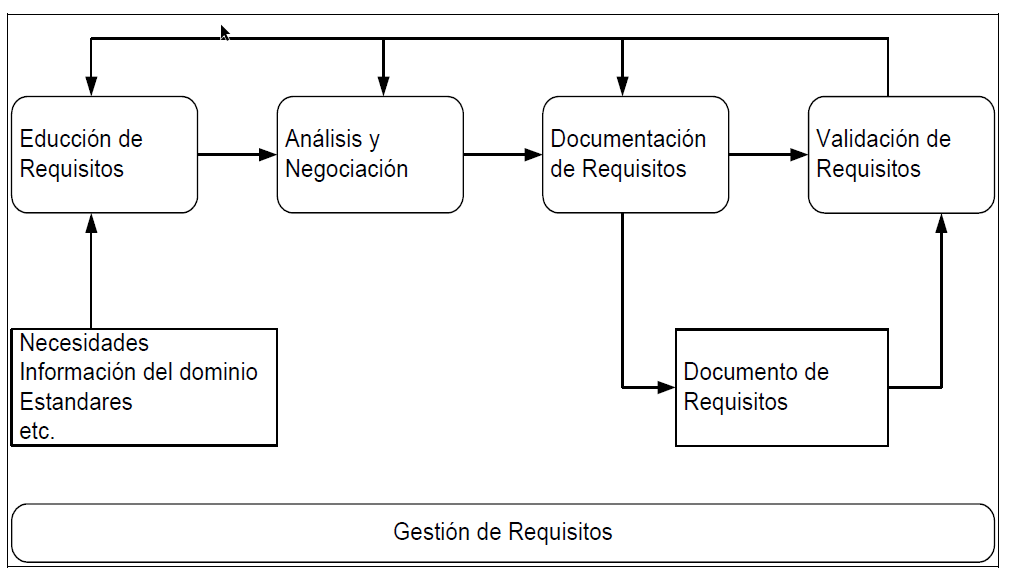 Educción de
Requisitos
Análisis y
Negociación
Documentación
de Requisitos
Validación de
Requisitos
Necesidades
Información del dominio
Estandares
etc.
Documento de
Requisitos
Gestión de Requisitos